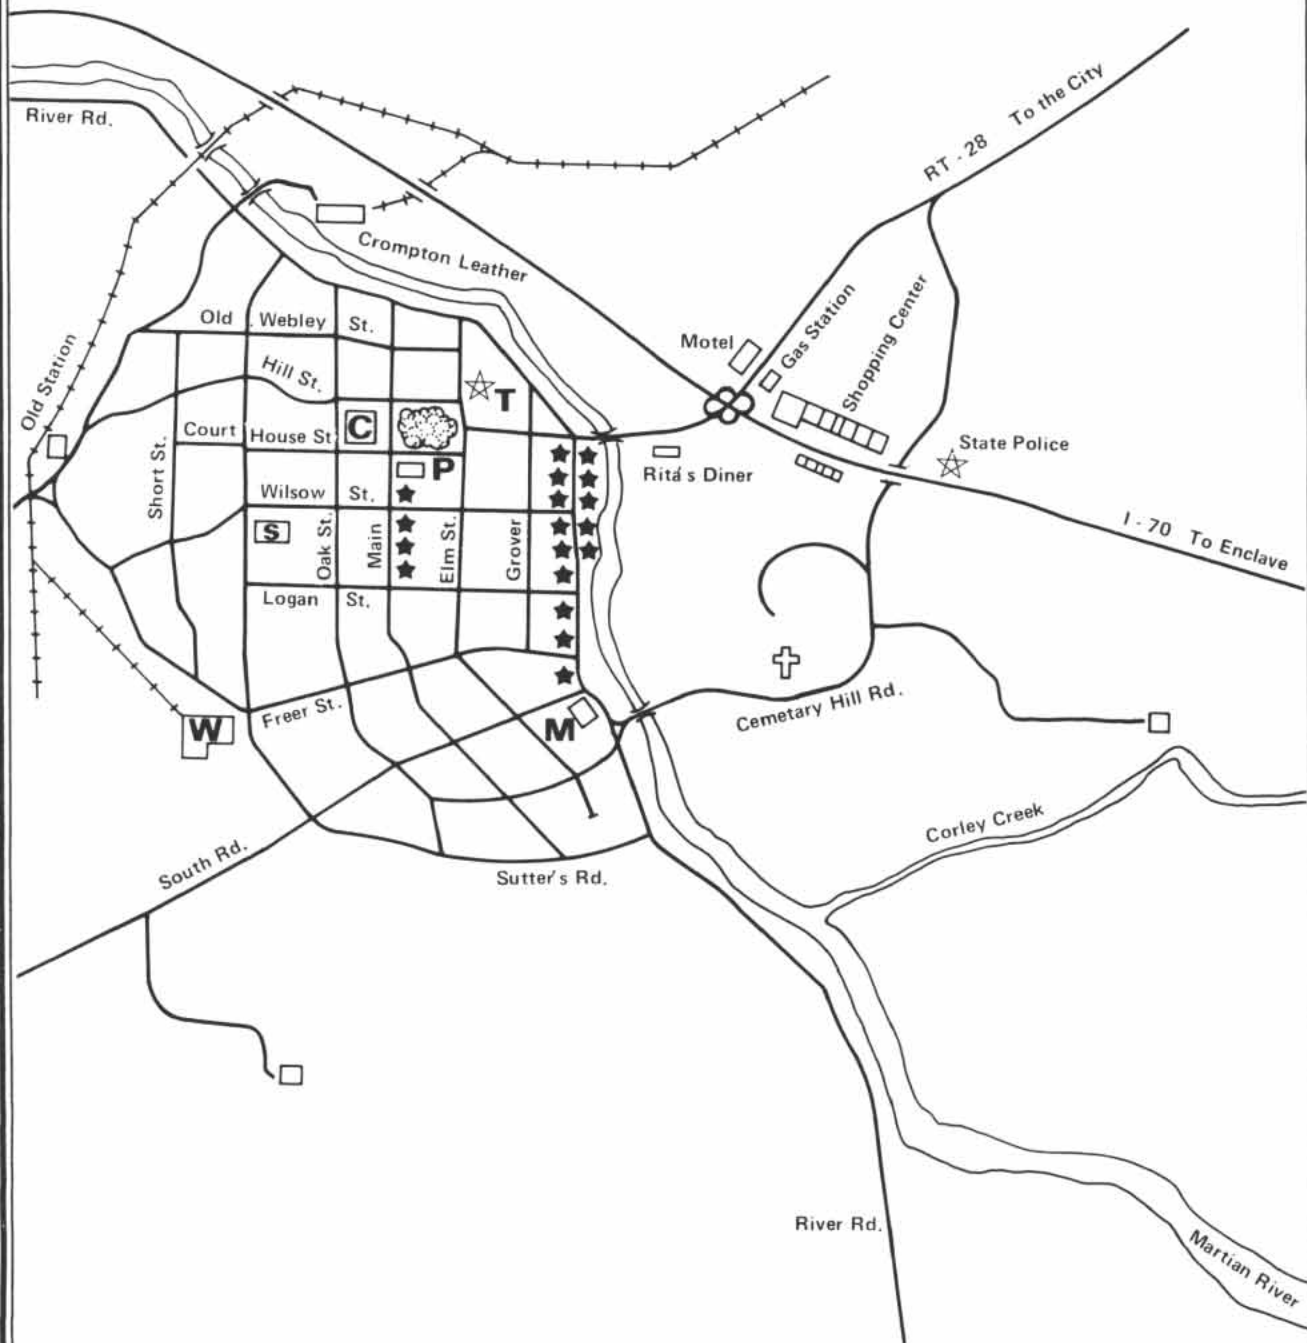 River Rd.
RT - 28 To the City
Crompton Leather
Old Webley St.
Motel
Gas Station
Shopping Center
Hill St.
Old Station
T
Court House St
C
State Police
Rita's Diner
P
Short St.
Wilsow St.
S
Oak St.
Main
Elm St.
Grover
I - 70 To Enclave
Logan St.
Freer St.
W
M
Cemetary Hill Rd.
Corley Creek
South Rd.
Sutter's Rd.
River Rd.
Martian River